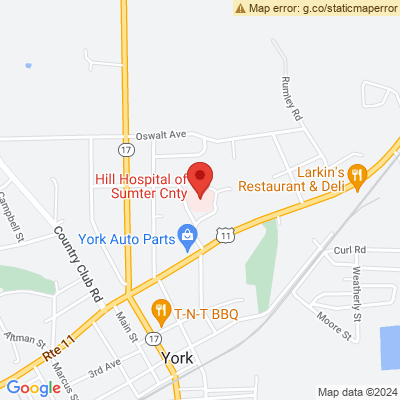 Map error: g.co/staticmaperror
Rumley Rd
Oswalt Ave
17
Hill Hospital of
Sumter Cnty
Larkin's
Restaurant & Deli
Campbell St
Country Club Rd
11
York Auto Parts
Curl Rd
Weatherly St
Main St
T-N-T BBQ
Moore St
Altman St
Rte 11
17
York
3rd Ave
Marcus St
Google
Map data ©2024